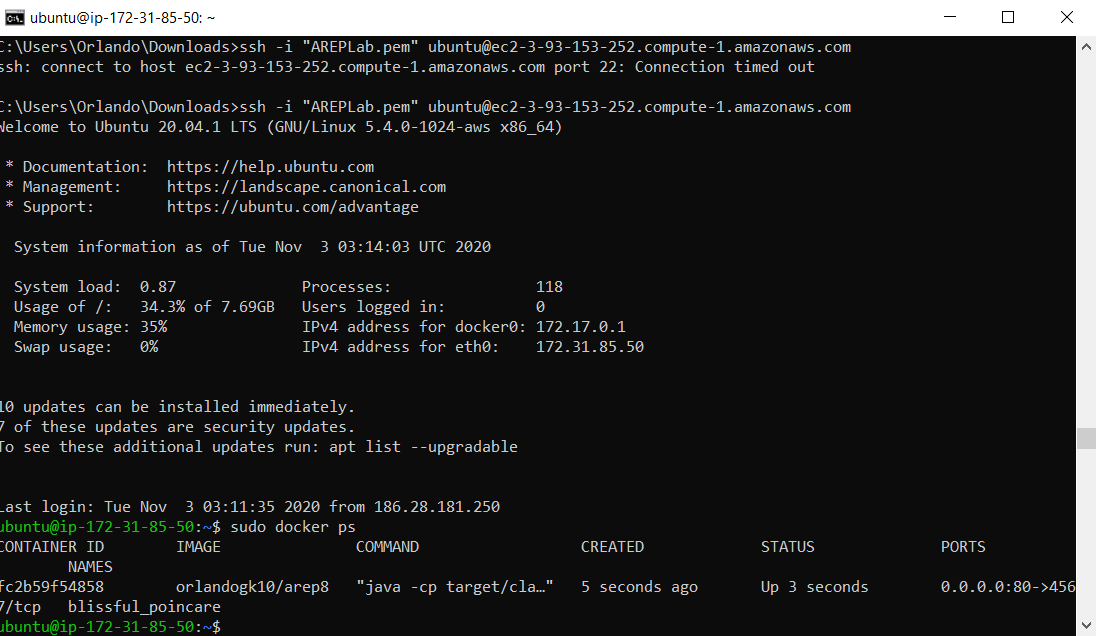 ubuntu@ip-172-31-85-50: ~
C:\Users\Orlando\Downloads>ssh -i "AREPLab.pem" ubuntu@ec2-3-93-153-252.compute-1.amazonaws.com
ssh: connect to host ec2-3-93-153-252.compute-1.amazonaws.com port 22: Connection timed out
C:\Users\Orlando\Downloads>ssh -i "AREPLab.pem" ubuntu@ec2-3-93-153-252.compute-1.amazonaws.com
Welcome to Ubuntu 20.04.1 LTS (GNU/Linux 5.4.0-1024-aws x86_64)
* Documentation:  https://help.ubuntu.com
* Management:     https://landscape.canonical.com
* Support:        https://ubuntu.com/advantage
System information as of Tue Nov  3 03:14:03 UTC 2020
System load:  0.87              Processes:                118
Usage of /:   34.3% of 7.69GB   Users logged in:          0
Memory usage: 35%               IPv4 address for docker0: 172.17.0.1
Swap usage:   0%                IPv4 address for eth0:    172.31.85.50
10 updates can be installed immediately.
7 of these updates are security updates.
To see these additional updates run: apt list --upgradable
Last login: Tue Nov  3 03:11:35 2020 from 186.28.181.250
ubuntu@ip-172-31-85-50:~$ sudo docker ps
CONTAINER ID        IMAGE               COMMAND                  CREATED             STATUS              PORTS
NAMES
fc2b59f54858        orlandogk10/arep8   "java -cp target/cla…"   5 seconds ago       Up 3 seconds        0.0.0.0:80->456
7/tcp   blissful_poincare
ubuntu@ip-172-31-85-50:~$